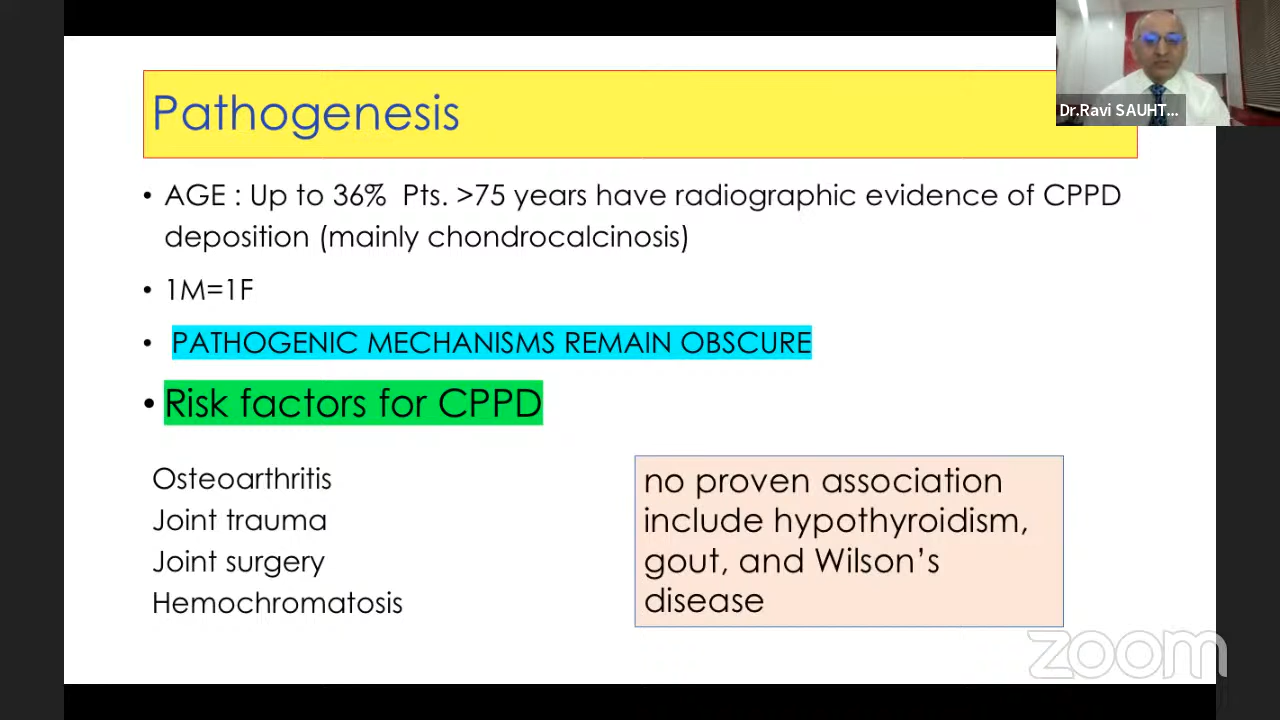 Pathogenesis
Dr.Ravi SAUHT...
• AGE : Up to 36% Pts. >75 years have radiographic evidence of CPPD
deposition (mainly chondrocalcinosis)
• 1M=1F
• PATHOGENIC MECHANISMS REMAIN OBSCURE
• Risk factors for CPPD
Osteoarthritis
Joint trauma
Joint surgery
Hemochromatosis
no proven association
include hypothyroidism,
gout, and Wilson’s
disease
zoom